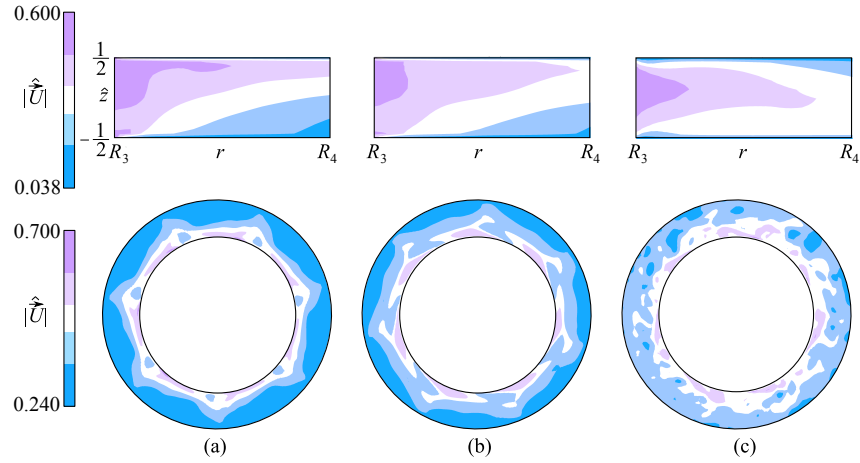 0.600
|Û⃗|
0.038
1/2
ẑ
-1/2
R₃ r R₄
R₃ r R₄
R₃ r R₄
0.700
|Û⃗|
0.240
(a) (b) (c)